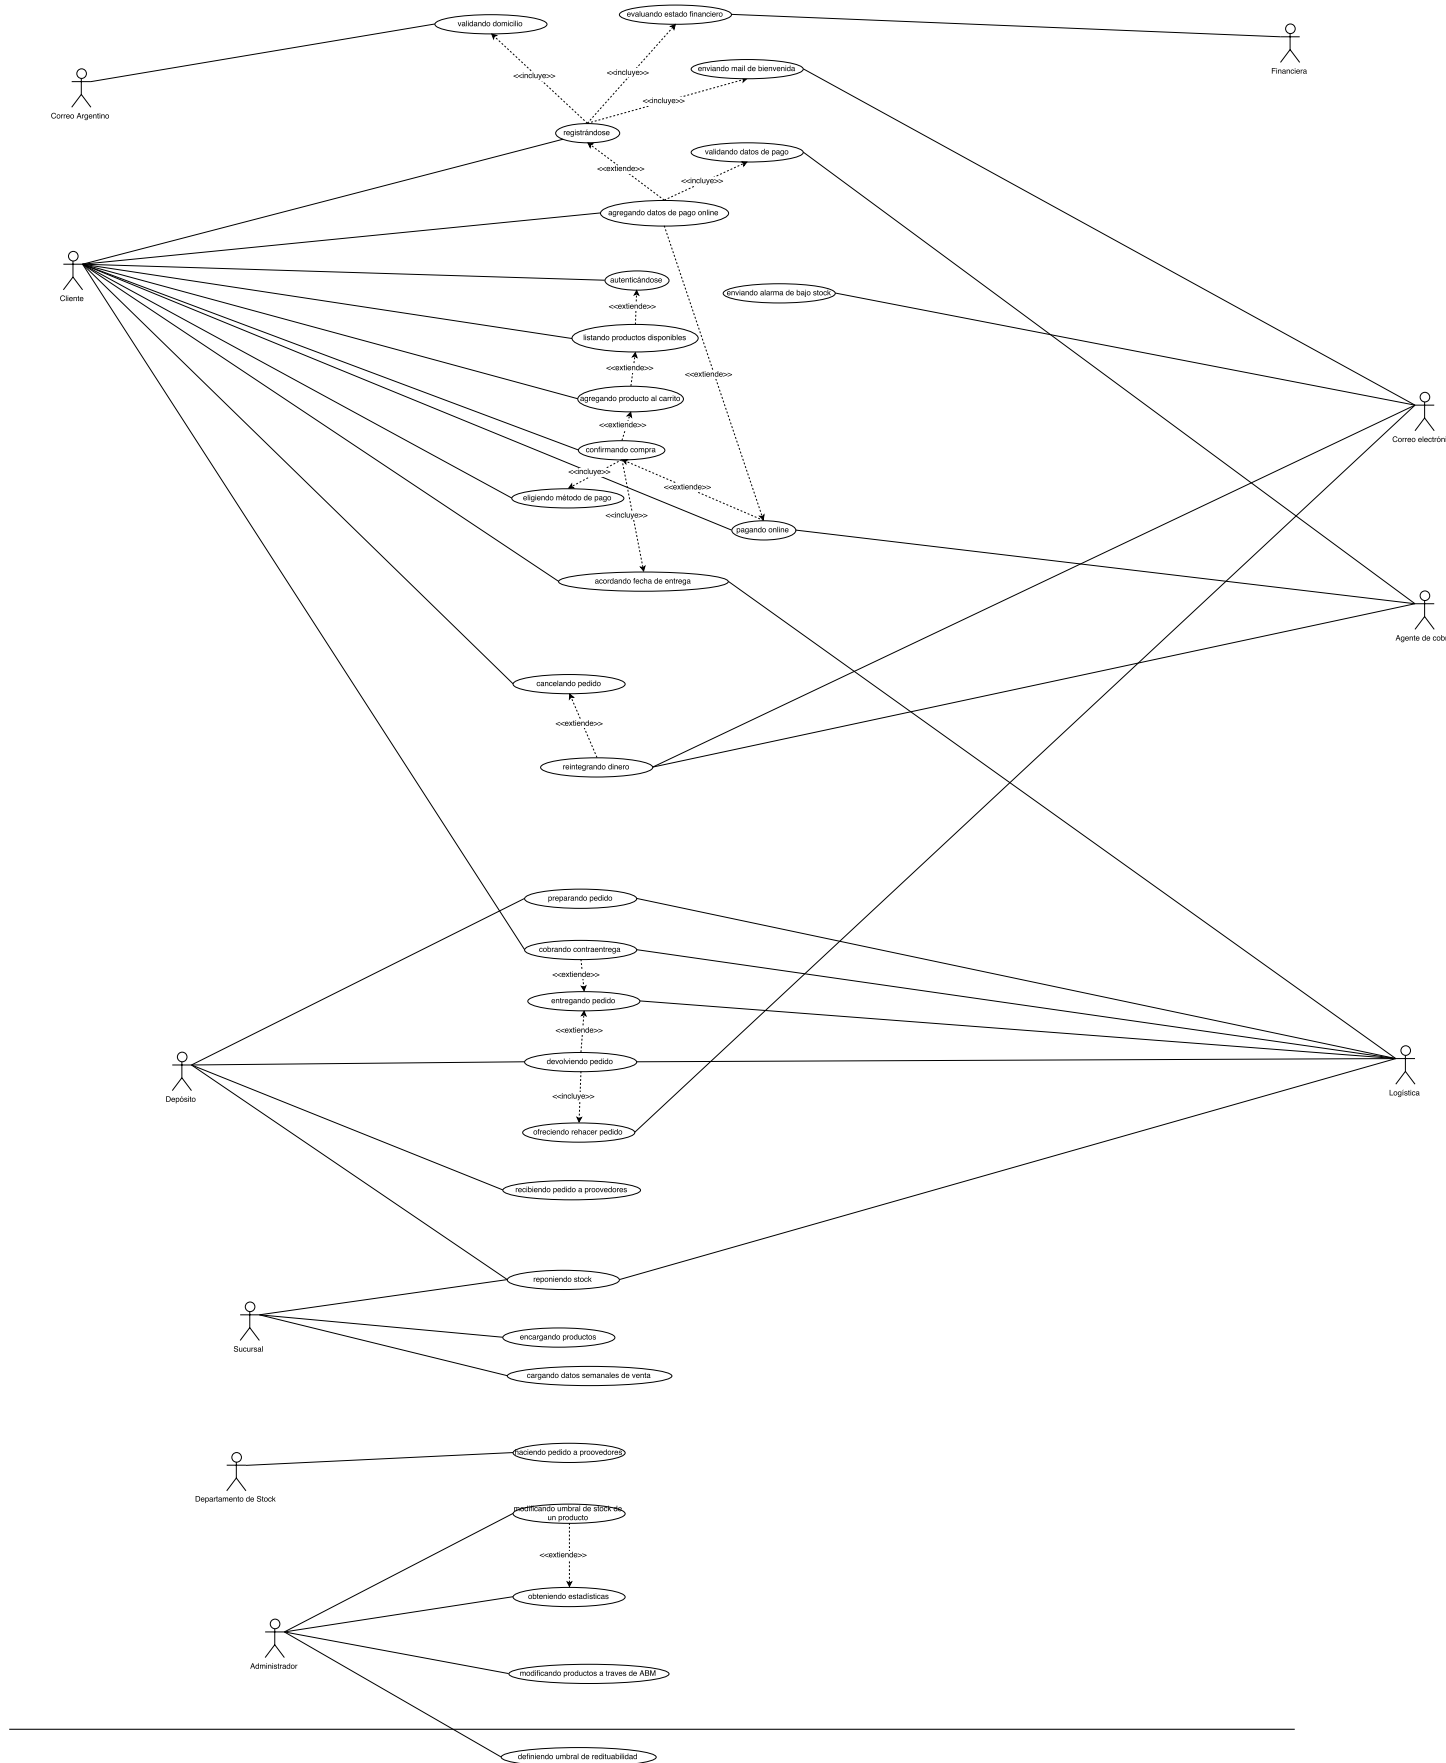 evaluando estado financiero
validando domicilio
Financiera
enviando mail de bienvenida
<<incluye>>
<<incluye>>
<<incluye>>
Correo Argentino
registrándose
validando datos de pago
<<extiende>>
<<incluye>>
agregando datos de pago online
autenticándose
enviando alarma de bajo stock
Cliente
<<extiende>>
listando productos disponibles
<<extiende>>
<<extiende>>
agregando producto al carrito
<<extiende>>
Correo electróni
confirmando compra
<<incluye>>
<<extiende>>
eligiendo método de pago
<<incluye>>
pagando online
acordando fecha de entrega
Agente de cobr
cancelando pedido
<<extiende>>
reintegrando dinero
preparando pedido
cobrando contraentrega
<<extiende>>
entregando pedido
<<extiende>>
devolviendo pedido
Depósito
Logística
<<incluye>>
ofreciendo rehacer pedido
recibiendo pedido a proovedores
reponiendo stock
encargando productos
Sucursal
cargando datos semanales de venta
haciendo pedido a proovedores
Departamento de Stock
modificando umbral de stock de
un producto
<<extiende>>
obteniendo estadísticas
Administrador
modificando productos a traves de ABM
definiendo umbral de redituabilidad